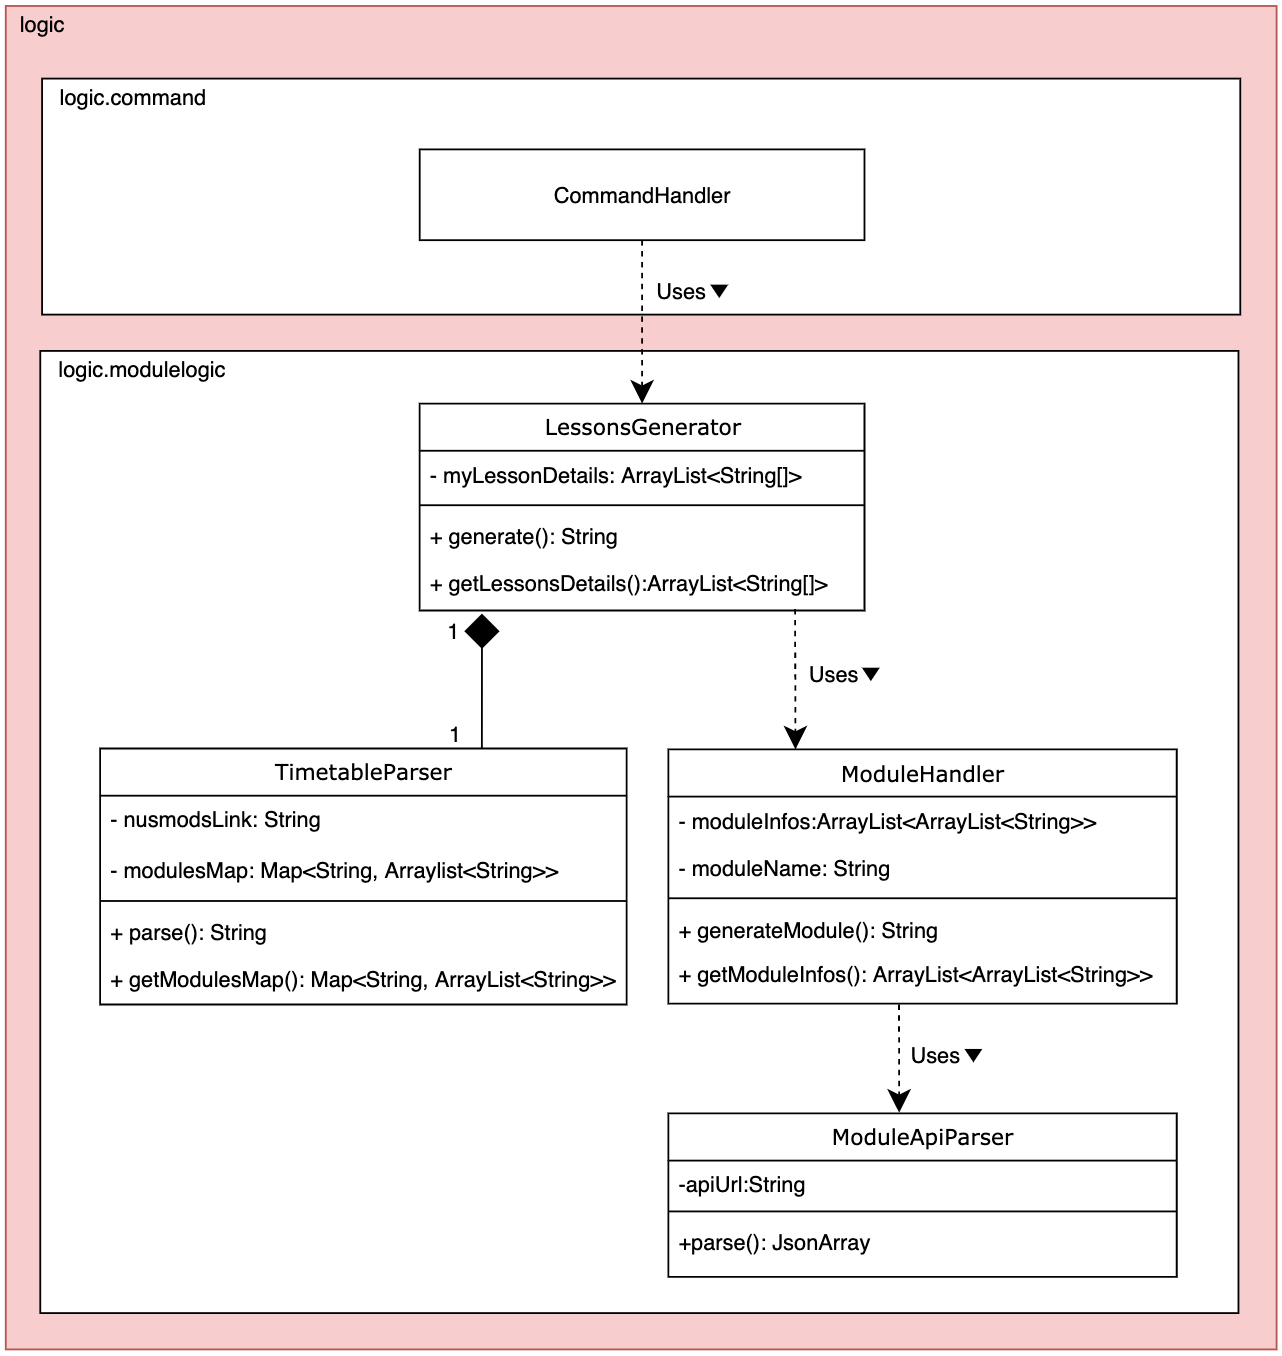 logic
logic.command
CommandHandler
Uses
logic.modulelogic
LessonsGenerator
- myLessonDetails: ArrayList<String[]>
+ generate(): String
+ getLessonsDetails():ArrayList<String[]>
1
Uses
1
TimetableParser
- nusmodsLink: String
- modulesMap: Map<String, Arraylist<String>>
+ parse(): String
+ getModulesMap(): Map<String, ArrayList<String>>
ModuleHandler
- moduleInfos:ArrayList<ArrayList<String>>
- moduleName: String
+ generateModule(): String
+ getModuleInfos(): ArrayList<ArrayList<String>>
Uses
ModuleApiParser
-apiUrl:String
+parse(): JsonArray